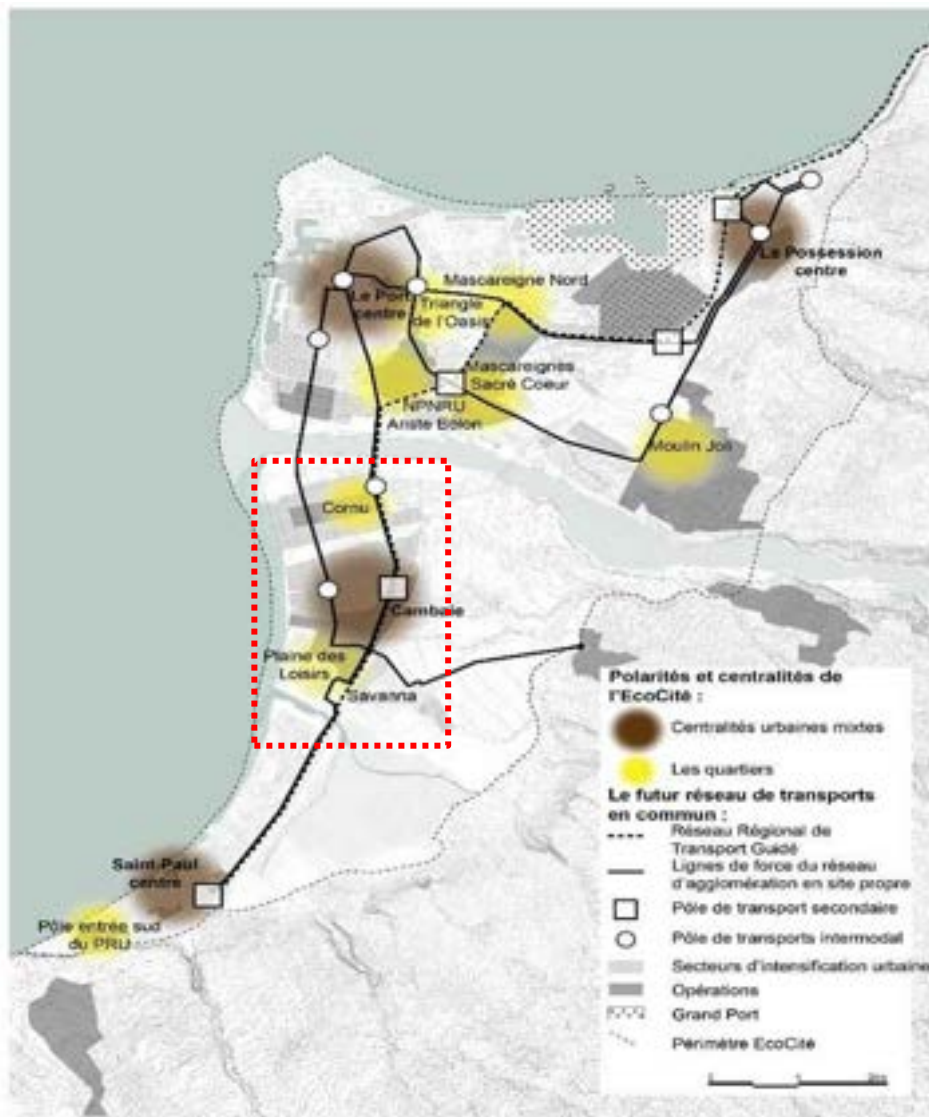 Le Possession
centre
Mascareigne Nord
Le Port
centre
Triangle
de l'Oasis
Mascareignes
Sacré Coeur
NPNRU
Ariste Bolon
Moulin Joli
Cornu
Cambaie
Plaine des
Loisirs
Savanna
Saint-Paul
centre
Pôle entrée sud
du PRU
Polarités et centralités de
l'EcoCité :
Centralités urbaines mixtes
Les quartiers
Le futur réseau de transports
en commun :
Réseau Régional de
Transport Guidé
Lignes de force du réseau
d'agglomération en site propre
Pôle de transport secondaire
Pôle de transports intermodal
Secteurs d'intensification urbaine
Opérations
Grand Port
Périmètre EcoCité